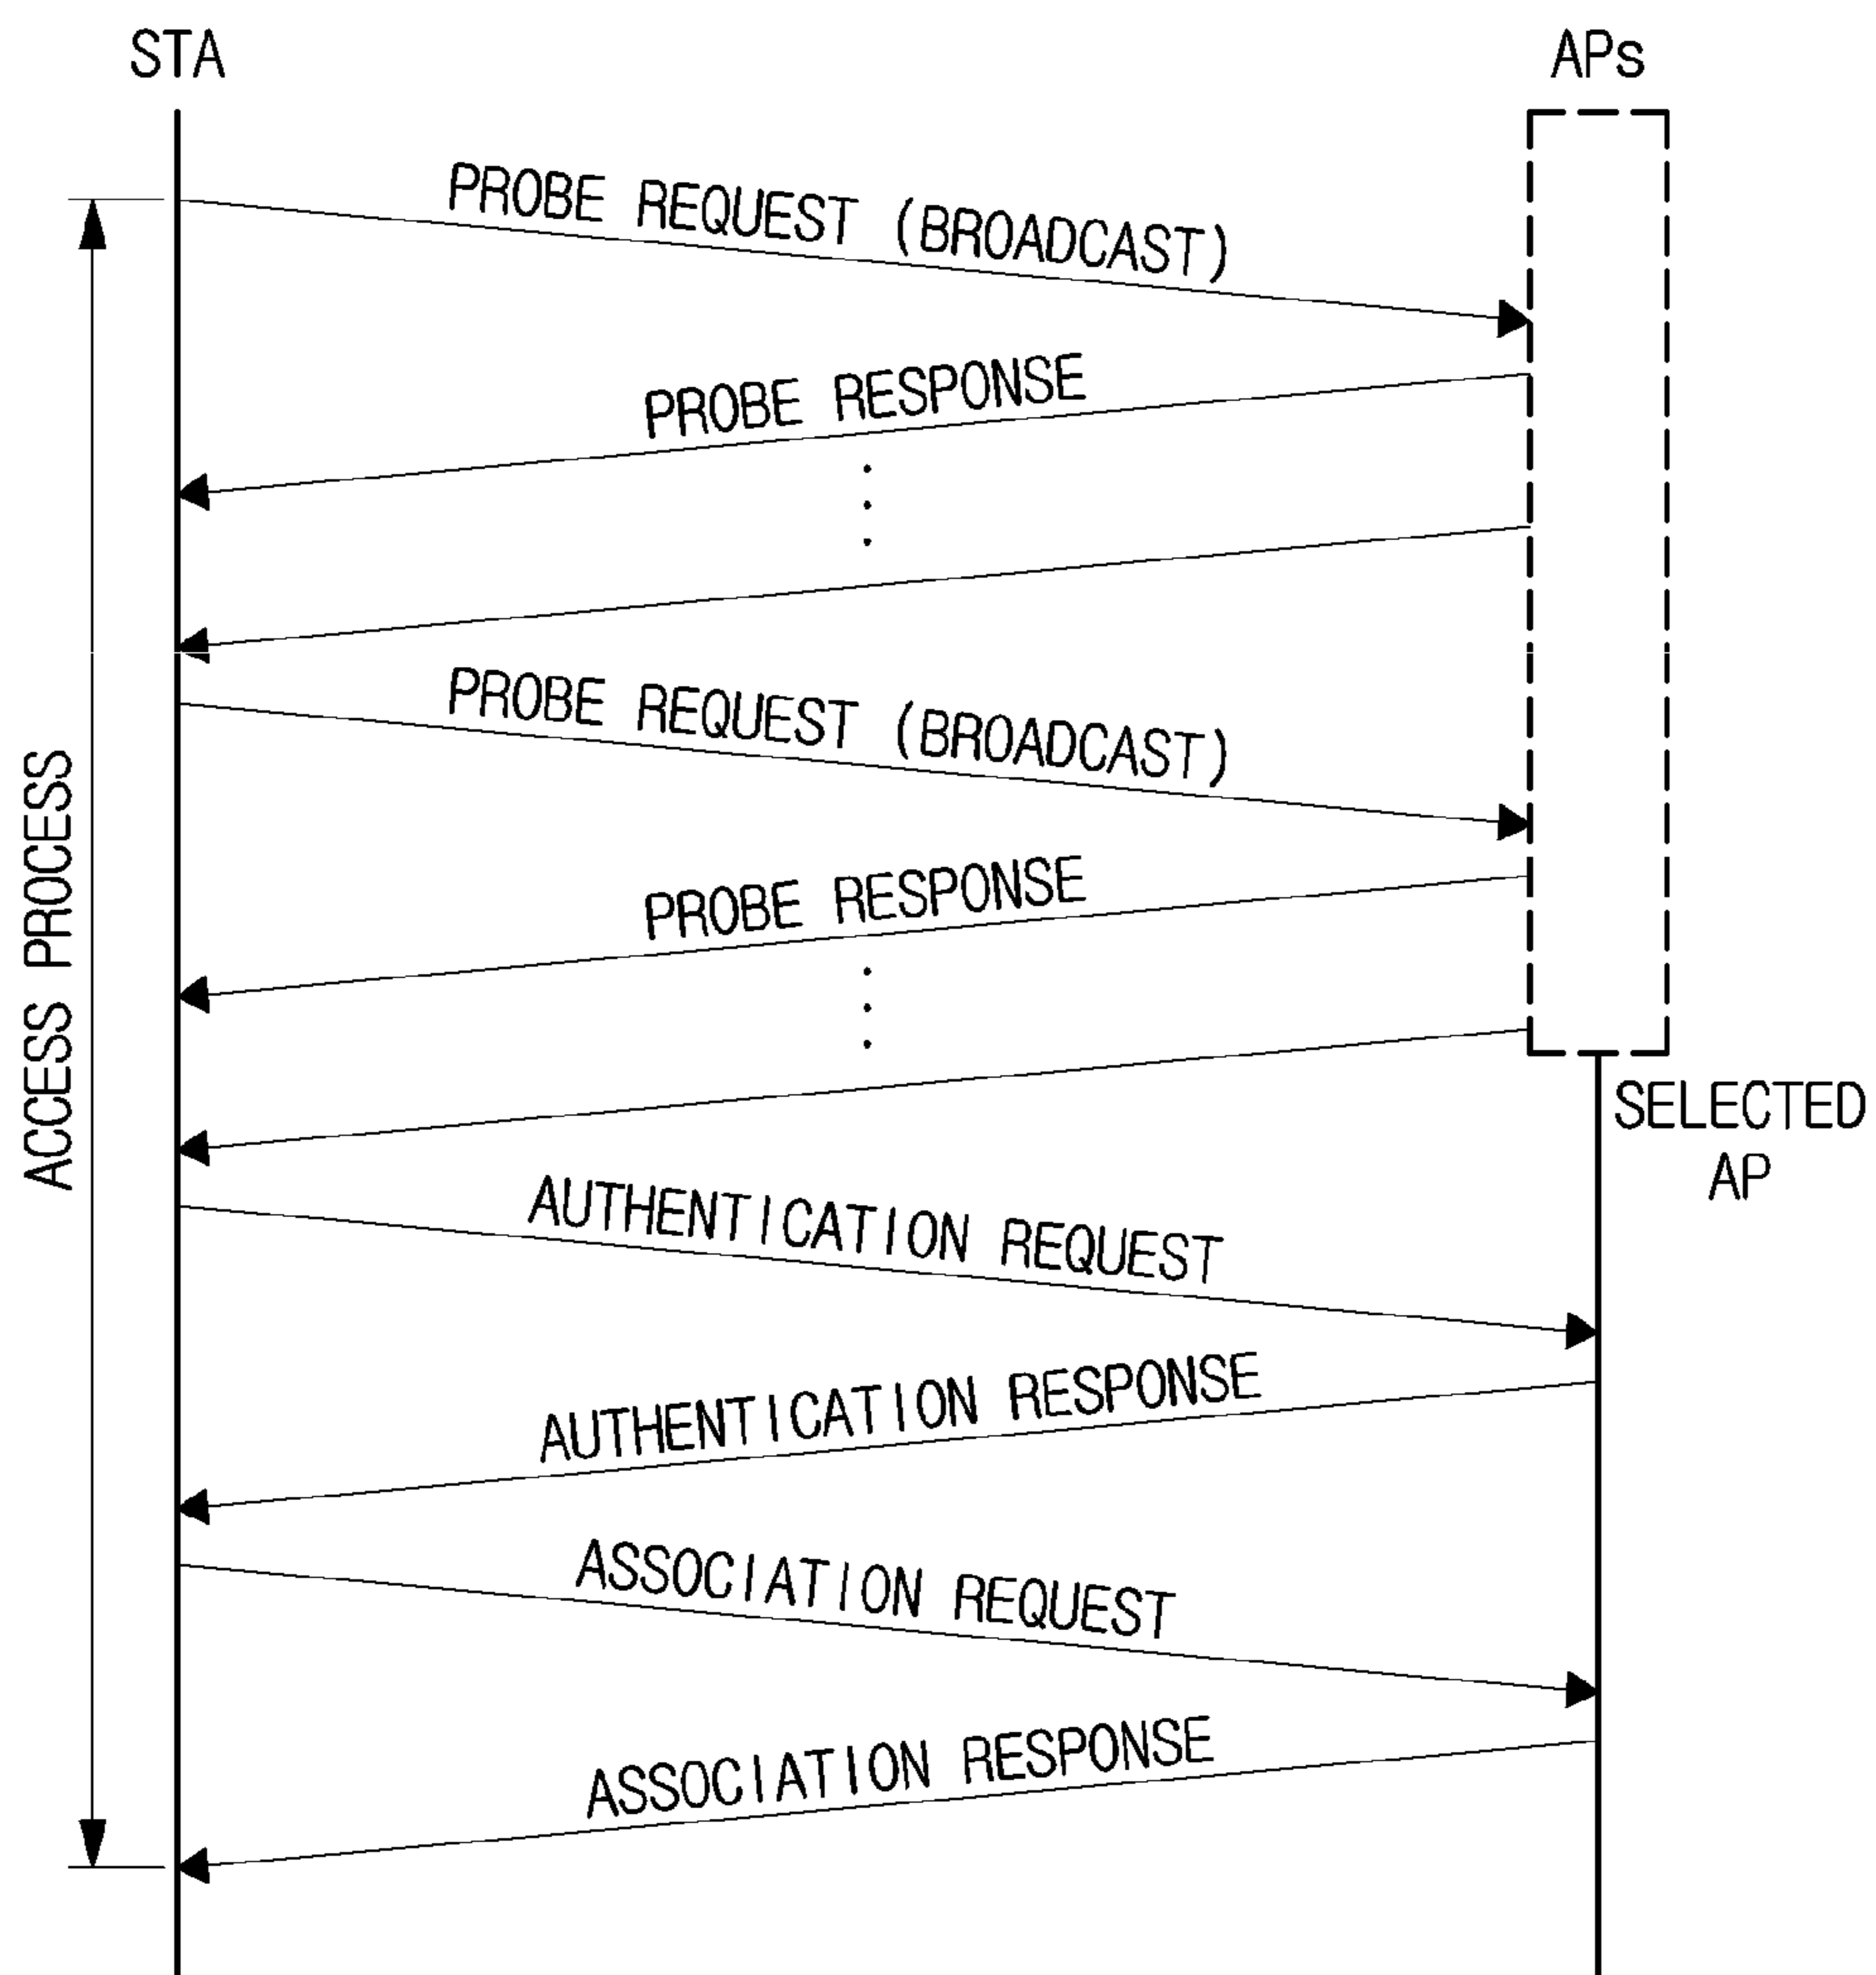 STA
APs
PROBE REQUEST (BROADCAST)
PROBE RESPONSE
PROBE REQUEST (BROADCAST)
PROBE RESPONSE
ACCESS PROCESS
SELECTED
AP
AUTHENTICATION REQUEST
AUTHENTICATION RESPONSE
ASSOCIATION REQUEST
ASSOCIATION RESPONSE